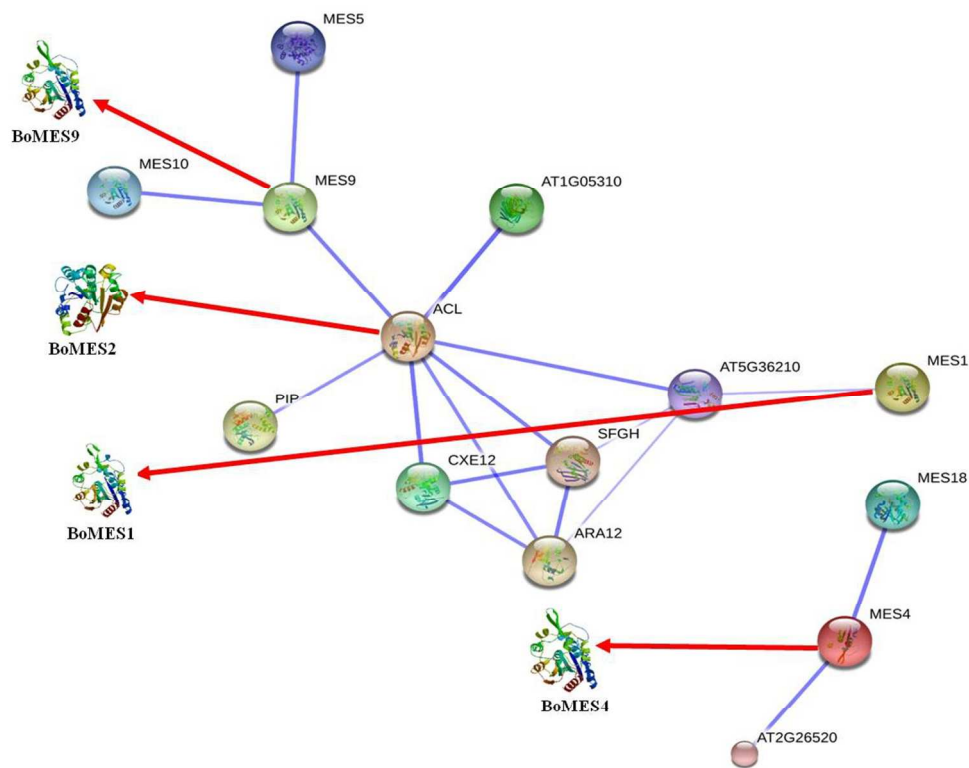 MES5
BoMES9
MES10
MES9
AT1G05310
BoMES2
ACL
AT5G36210
MES1
PIP
SFGH
CXE12
BoMES1
MES18
ARA12
MES4
BoMES4
AT2G26520